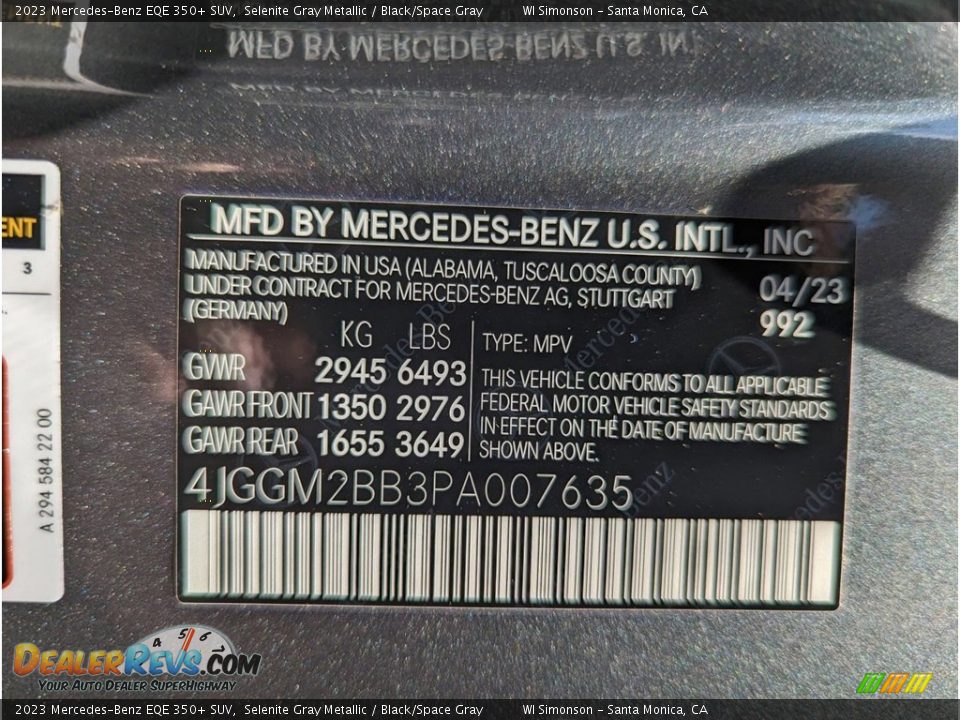 2023 Mercedes-Benz EQE 350+ SUV, Selenite Gray Metallic / Black/Space Gray WI Simonson - Santa Monica, CA
MFD BY MERCEDES-BENZ U.S. IN
ENT
3
A 294 584 22 00
MFD BY MERCEDES-BENZ U.S. INTL., INC
MANUFACTURED IN USA (ALABAMA, TUSCALOOSA COUNTY)
UNDER CONTRACT FOR MERCEDES-BENZ AG, STUTTGART
(GERMANY)
04/23
992
KG LBS
GVWR 2945 6493
GAWR FRONT 1350 2976
GAWR REAR 1655 3649
TYPE: MPV
THIS VEHICLE CONFORMS TO ALL APPLICABLE
FEDERAL MOTOR VEHICLE SAFETY STANDARDS
IN EFFECT ON THE DATE OF MANUFACTURE
SHOWN ABOVE.
4JGGM2BB3PA007635
4 5 6 7
DEALERREVS.COM
YOUR AUTO DEALER SUPERHIGHWAY
2023 Mercedes-Benz EQE 350+ SUV, Selenite Gray Metallic / Black/Space Gray WI Simonson - Santa Monica, CA